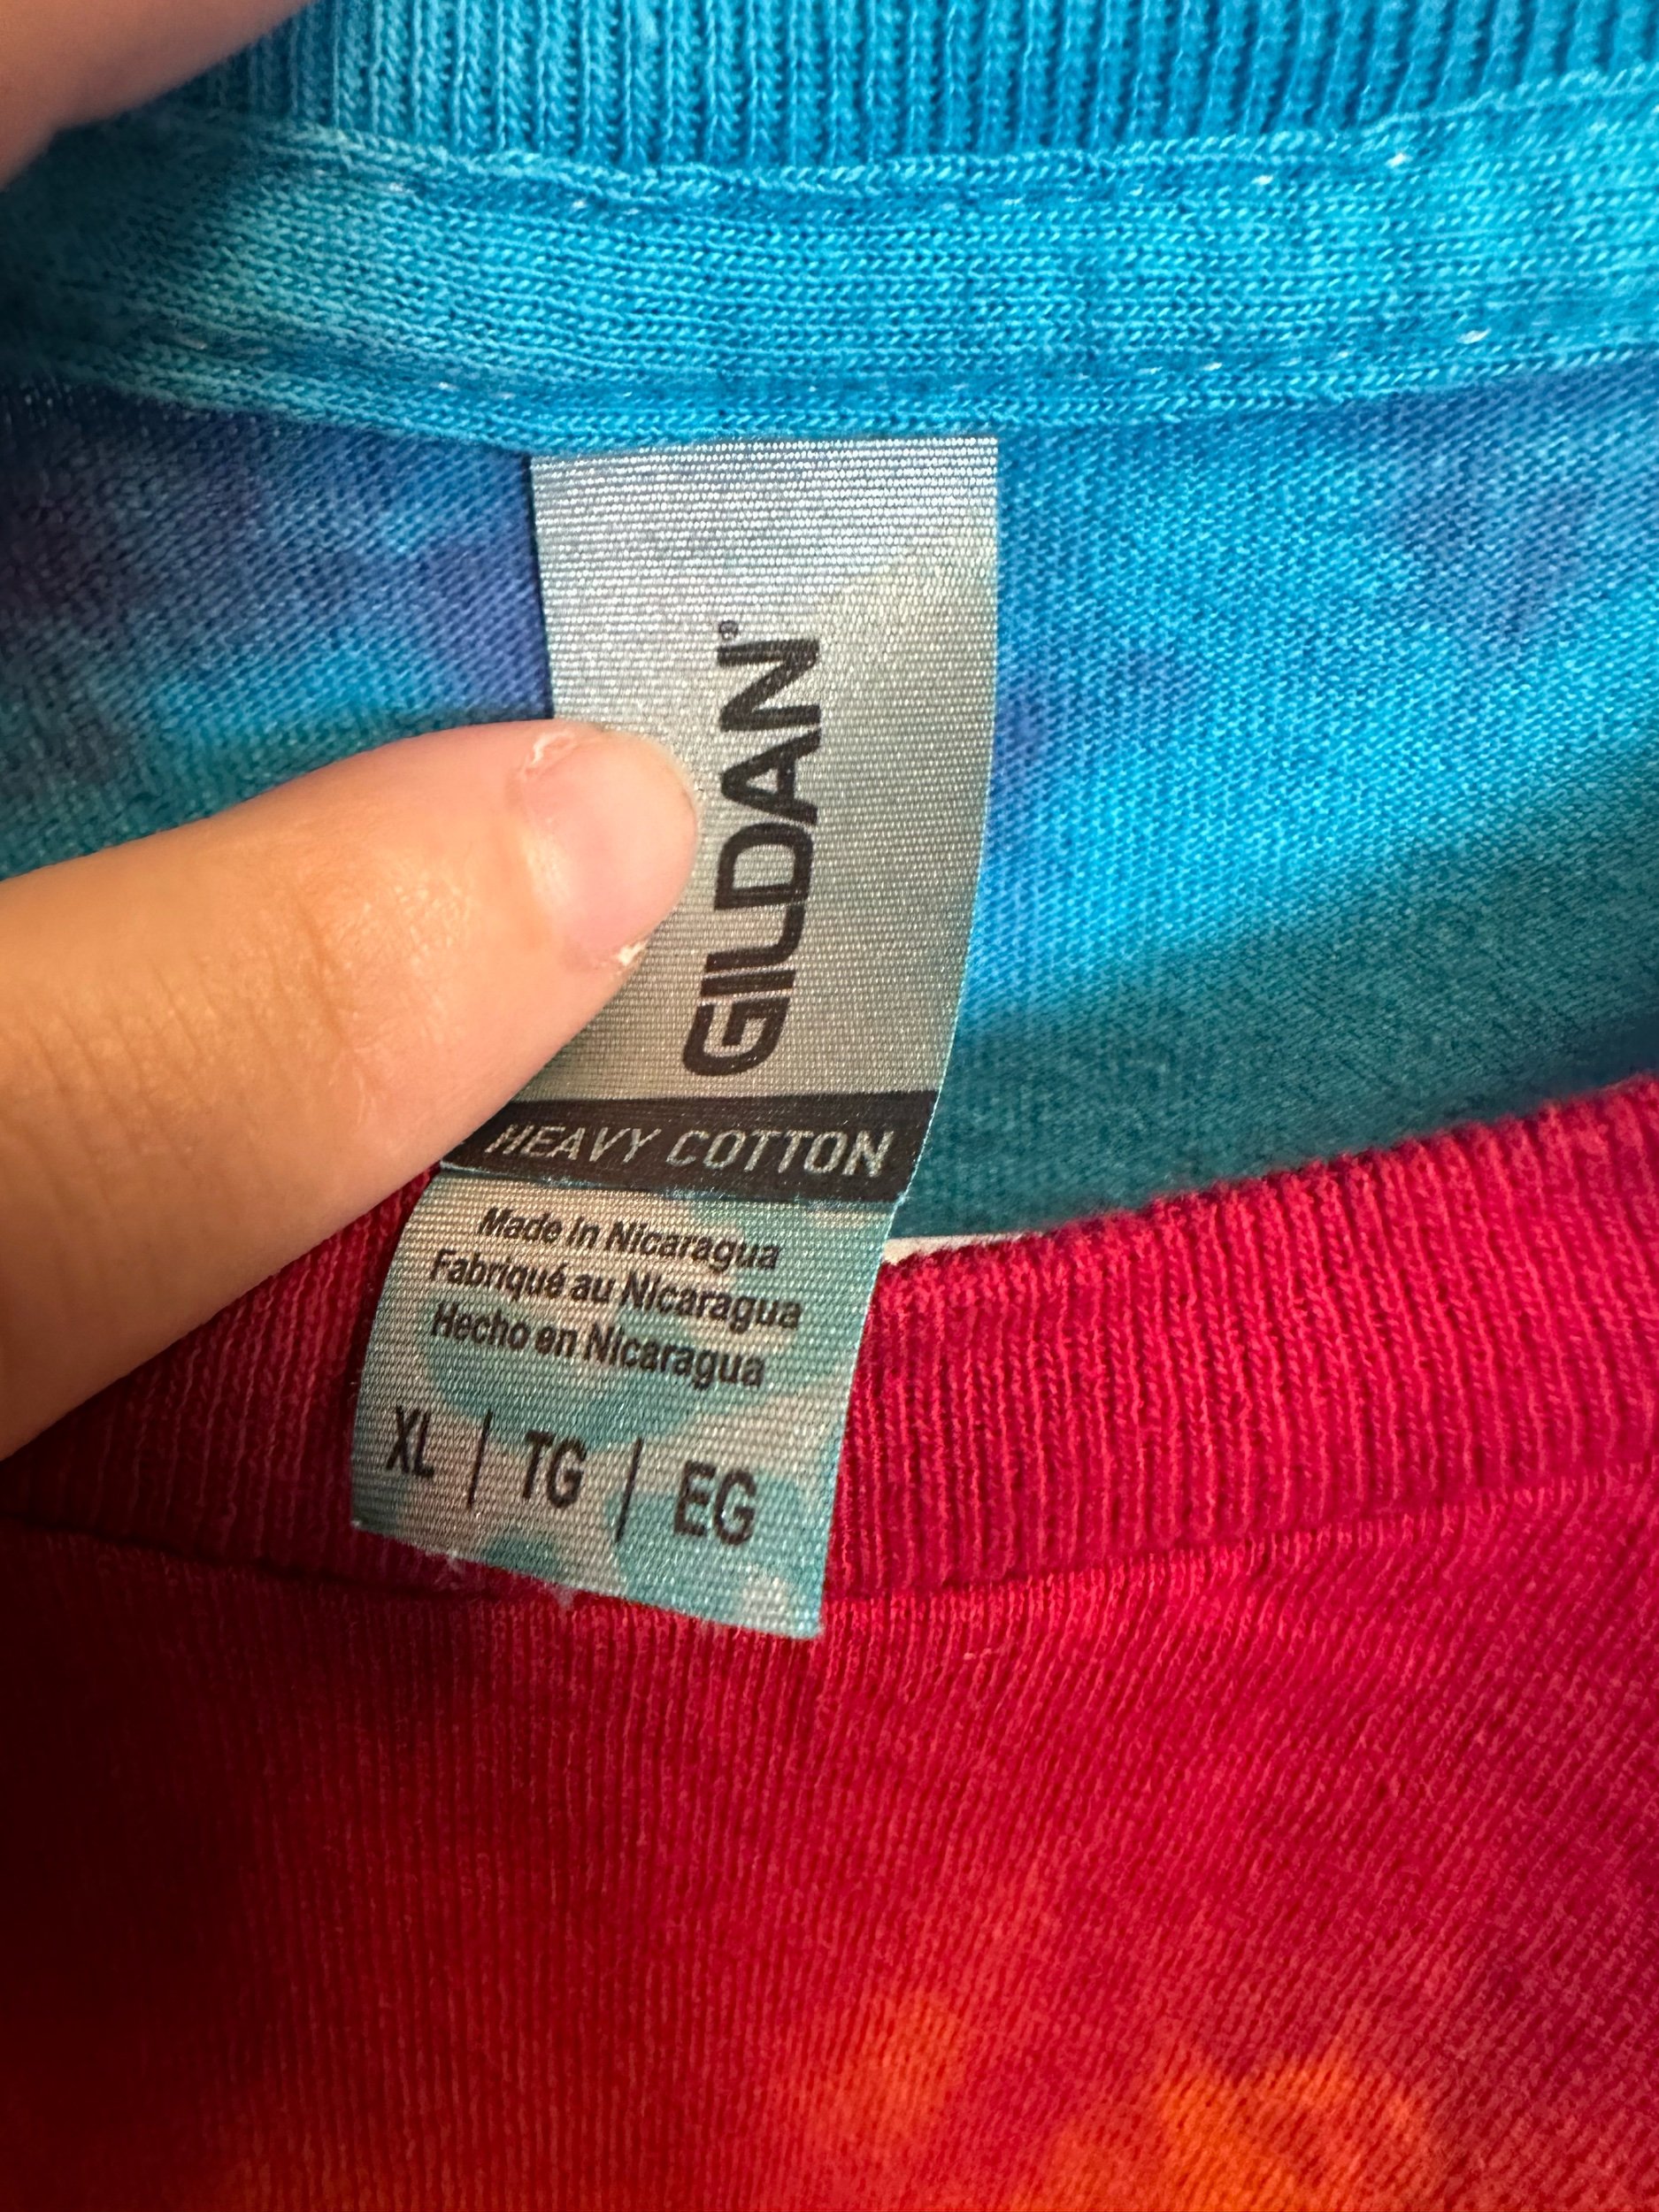 GILDAN®
HEAVY COTTON
Made in Nicaragua
Fabriqué au Nicaragua
Hecho en Nicaragua
XL | TG | EG